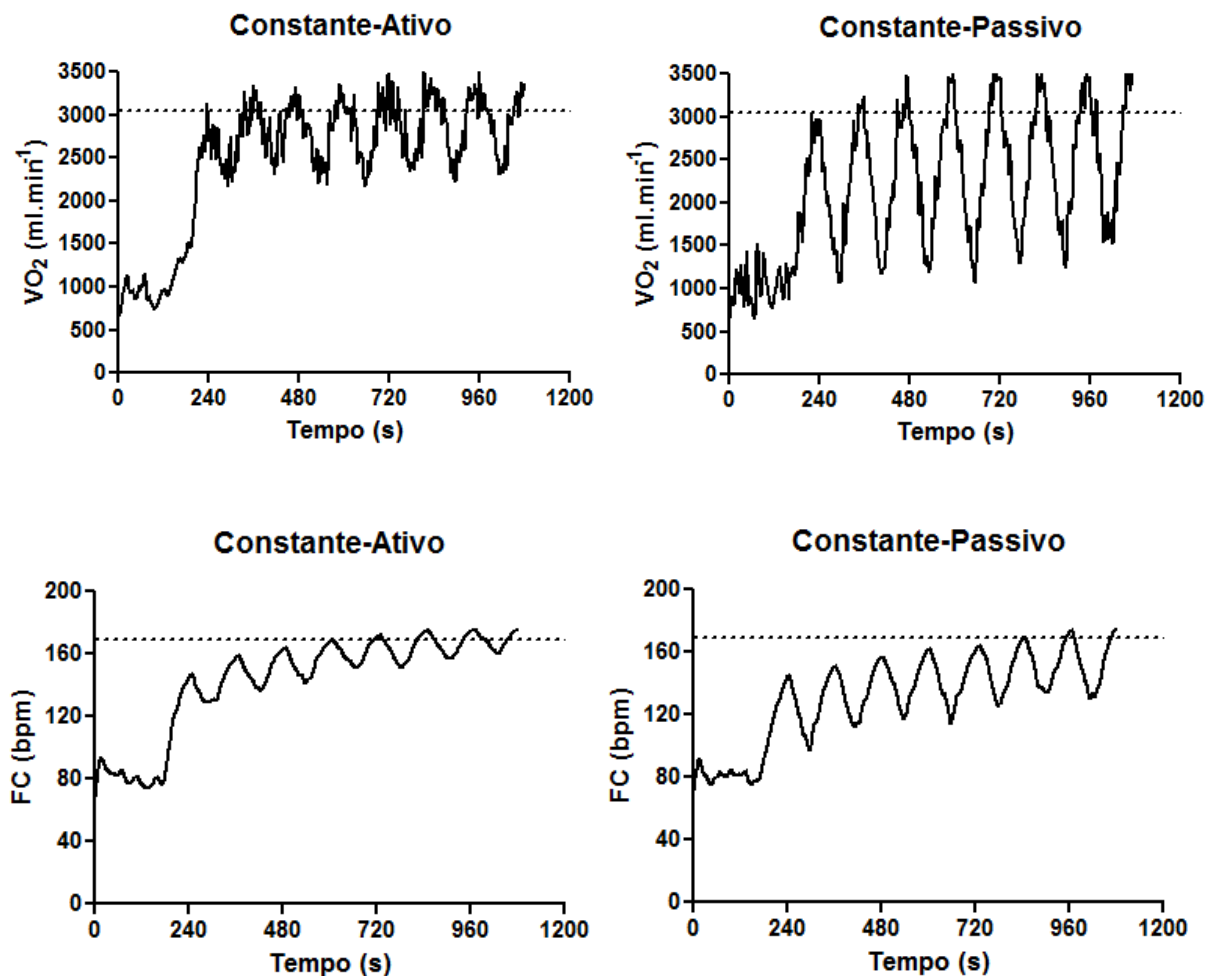 Constante-Ativo
3500
3000
2500
2000
1500
1000
500
0
VO₂ (ml.min⁻¹)
0 240 480 720 960 1200
Tempo (s)
Constante-Passivo
3500
3000
2500
2000
1500
1000
500
0
VO₂ (ml.min⁻¹)
0 240 480 720 960 1200
Tempo (s)
Constante-Ativo
200
160
120
80
40
0
FC (bpm)
0 240 480 720 960 1200
Tempo (s)
Constante-Passivo
200
160
120
80
40
0
FC (bpm)
0 240 480 720 960 1200
Tempo (s)